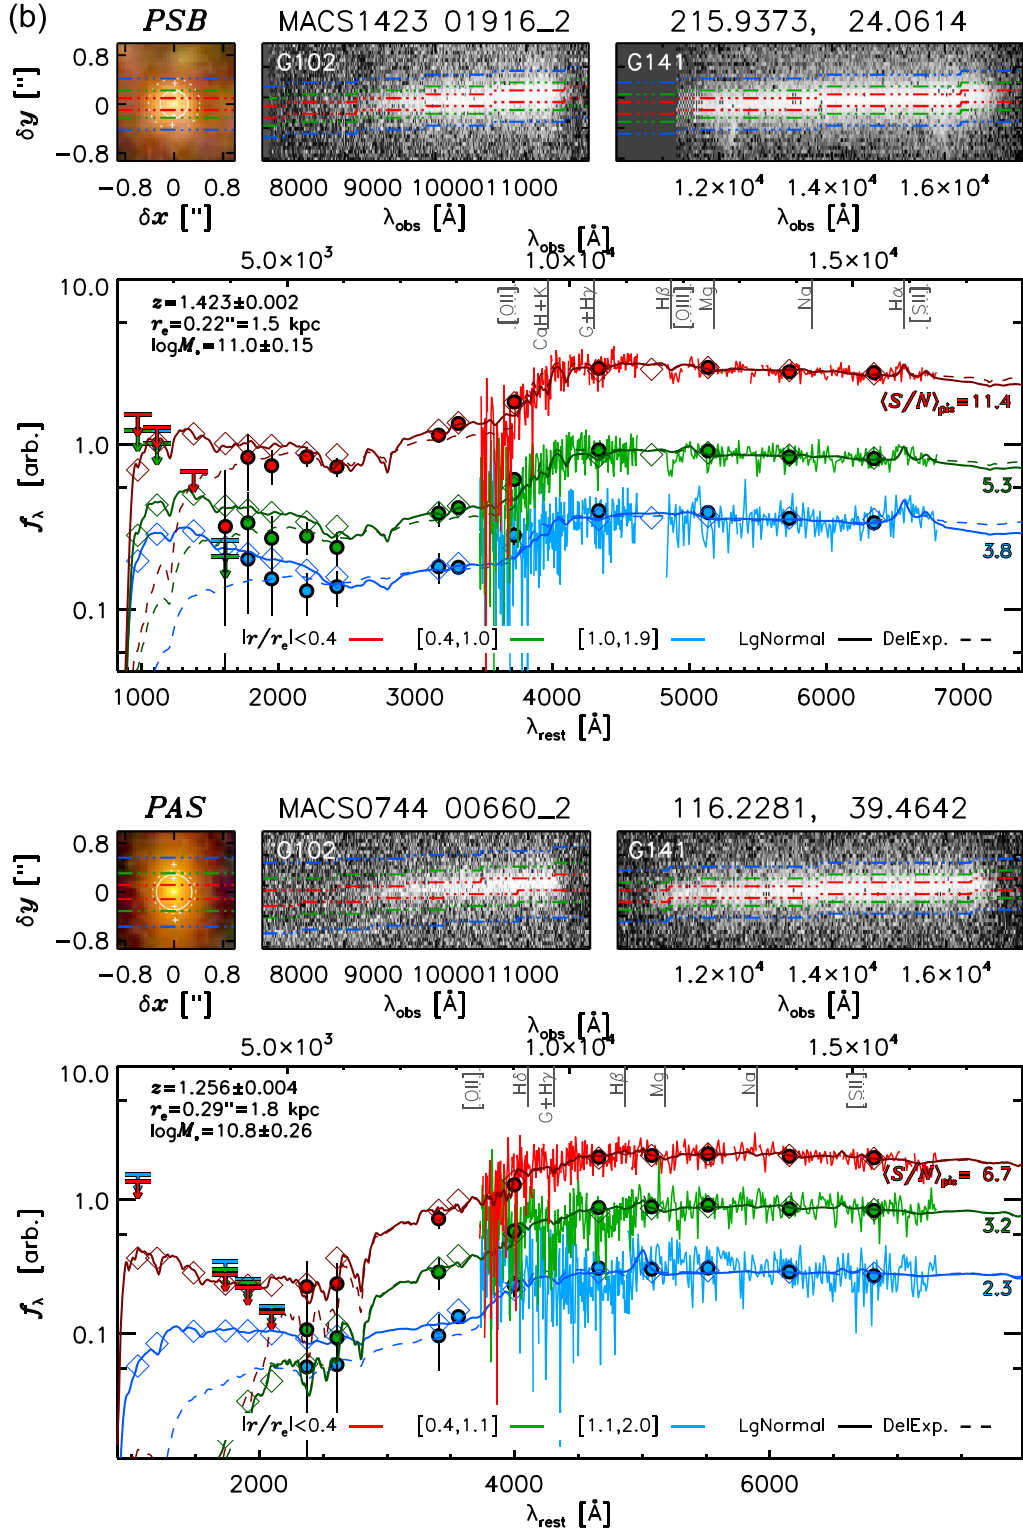 (b)
PSB MACS1423 01916_2 215.9373, 24.0614
0.8 G102 G141
δy ["] 0
−0.8
−0.8 0 0.8 8000 9000 10000 11000 1.2×10⁴ 1.4×10⁴ 1.6×10⁴
δx ["] λobs [Å] λobs [Å]
λobs [Å]
5.0×10³ 1.0×10⁴ 1.5×10⁴
10.0
z=1.423±0.002 [OII] CaH+K G+Hγ Hβ [OIII] Mg Na Hα [SII]
re=0.22"=1.5 kpc
logM*=11.0±0.15
⟨S/N⟩pix=11.4
1.0
5.3
fλ [arb.]
3.8
0.1
|r/re|<0.4 [0.4,1.0] [1.0,1.9] LgNormal DelExp.
1000 2000 3000 4000 5000 6000 7000
λrest [Å]
PAS MACS0744 00660_2 116.2281, 39.4642
0.8 G102 G141
δy ["] 0
−0.8
−0.8 0 0.8 8000 9000 10000 11000 1.2×10⁴ 1.4×10⁴ 1.6×10⁴
δx ["] λobs [Å] λobs [Å]
λobs [Å]
5.0×10³ 1.0×10⁴ 1.5×10⁴
10.0
z=1.256±0.004 [OII] Hδ G+Hγ Hβ Mg Na [SII]
re=0.29"=1.8 kpc
logM*=10.8±0.26
⟨S/N⟩pix= 6.7
1.0
3.2
fλ [arb.]
2.3
0.1
|r/re|<0.4 [0.4,1.1] [1.1,2.0] LgNormal DelExp.
2000 4000 6000
λrest [Å]